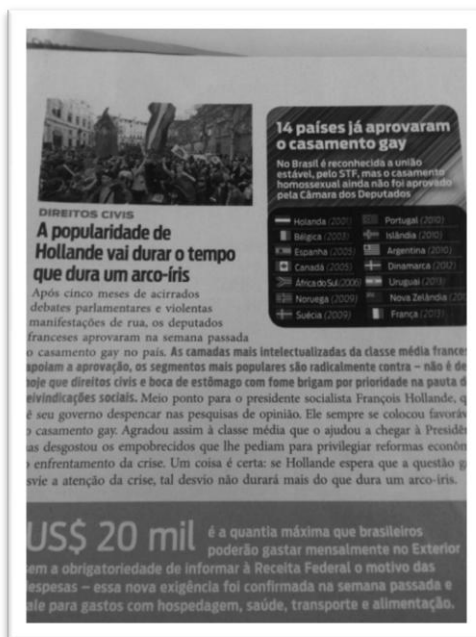 DIREITOS CIVIS
A popularidade de
Hollande vai durar o tempo
que dura um arco-íris
Após cinco meses de acirrados
debates parlamentares e violentas
manifestações de rua, os deputados
franceses aprovaram na semana passada
o casamento gay no país. As camadas mais intelectualizadas da classe média frances
apoiam a aprovação, os segmentos mais populares são radicalmente contra – não é de
hoje que direitos civis e boca de estômago com fome brigam por prioridade na pauta d
eivindicações sociais. Meio ponto para o presidente socialista François Hollande, q
ê seu governo despencar nas pesquisas de opinião. Ele sempre se colocou favoráv
o casamento gay. Agradou assim à classe média que o ajudou a chegar à Presidên
as desgostou os empobrecidos que lhe pediam para privilegiar reformas econôm
o enfrentamento da crise. Um coisa é certa: se Hollande espera que a questão g
svie a atenção da crise, tal desvio não durará mais do que dura um arco-íris.
14 países já aprovaram
o casamento gay
No Brasil é reconhecida a união
estável, pelo STF, mas o casamento
homossexual ainda não foi aprovado
pela Câmara dos Deputados
Holanda (2001)
Bélgica (2003)
Espanha (2005)
Canadá (2005)
África do Sul (2006)
Noruega (2009)
Suécia (2009)
Portugal (2010)
Islândia (2010)
Argentina (2010)
Dinamarca (2012)
Uruguai (2013)
Nova Zelândia (20
França (2013)
US$ 20 mil é a quantia máxima que brasileiros
poderão gastar mensalmente no Exterior
sem a obrigatoriedade de informar à Receita Federal o motivo das
despesas – essa nova exigência foi confirmada na semana passada e
ale para gastos com hospedagem, saúde, transporte e alimentação.